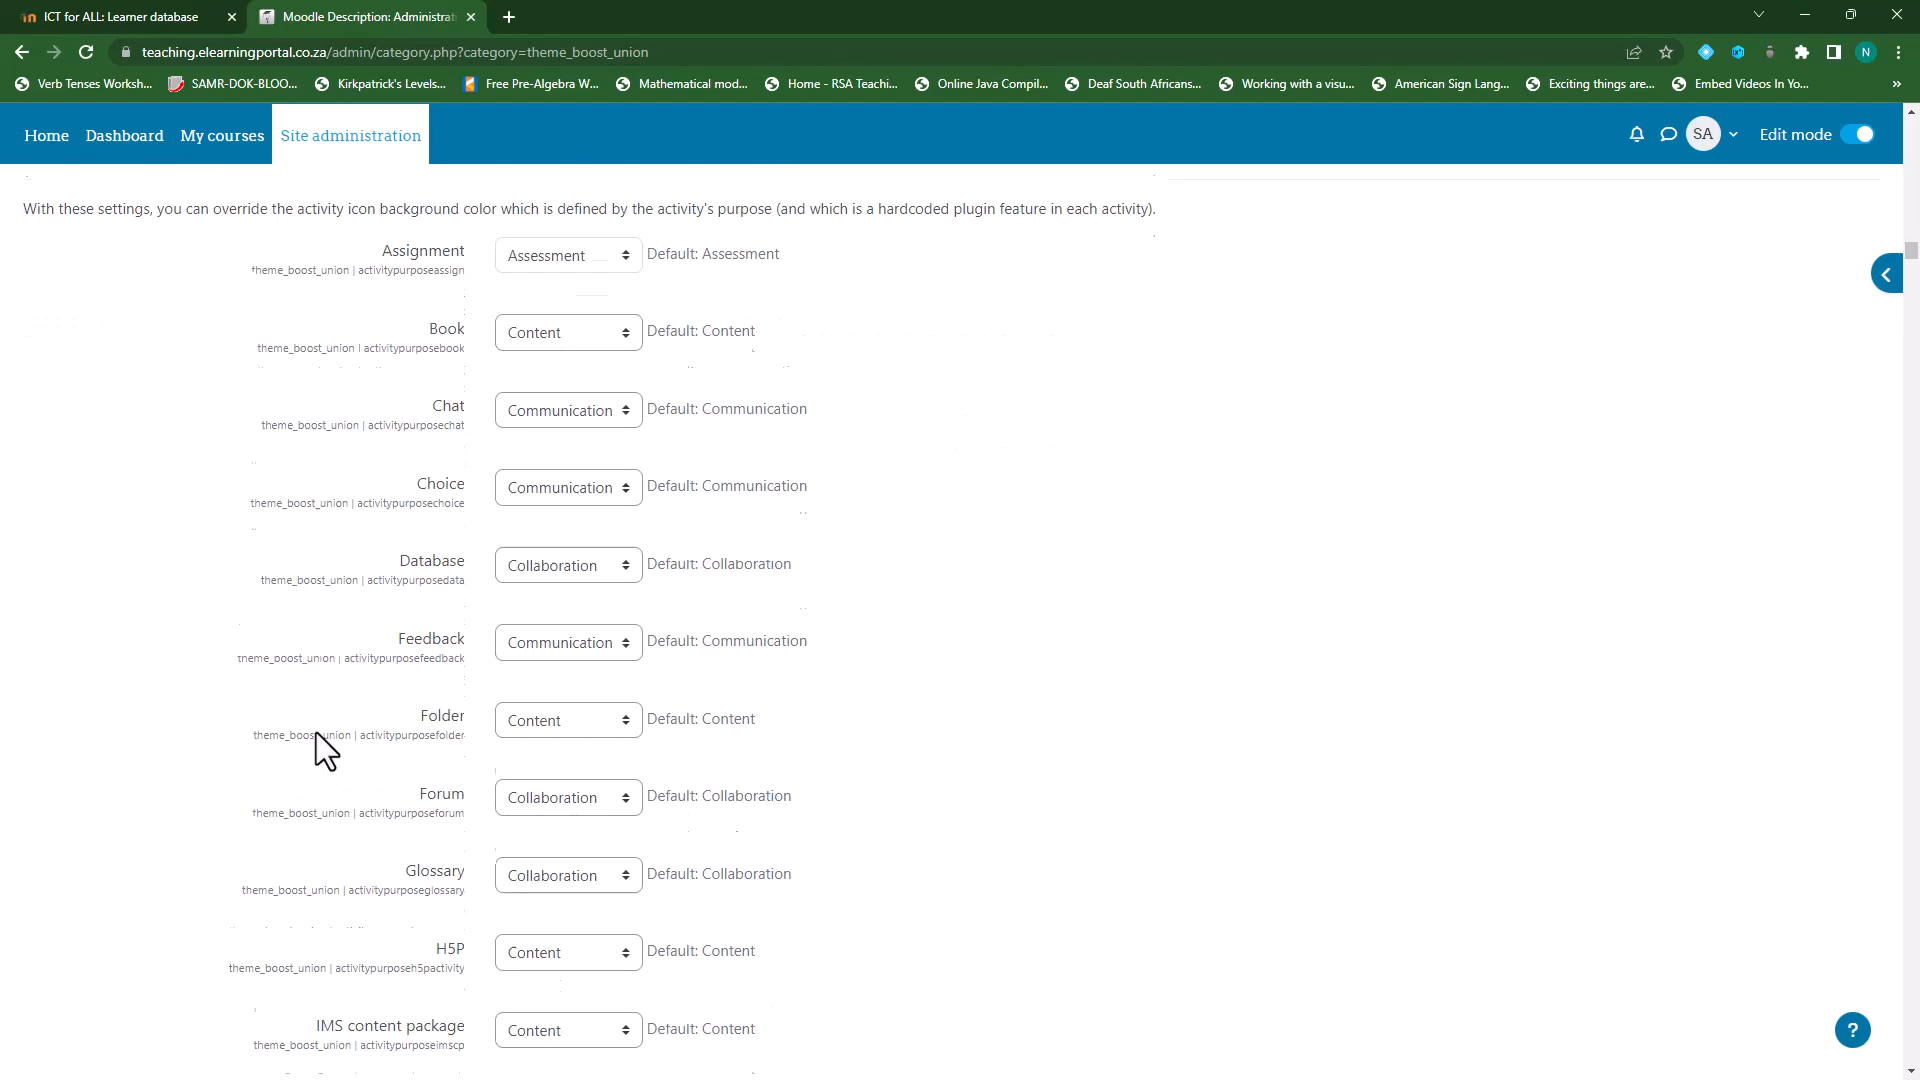 ICT for ALL: Learner database
Moodle Description: Administrat
teaching.elearningportal.co.za/admin/category.php?category=theme_boost_union
N
Verb Tenses Worksh...
SAMR-DOK-BLOO...
Kirkpatrick's Levels...
Free Pre-Algebra W...
Mathematical mod...
Home - RSA Teachi...
Online Java Compil...
Deaf South Africans...
Working with a visu...
American Sign Lang...
Exciting things are...
Embed Videos In Yo...
»
Home
Dashboard
My courses
Site administration
SA
Edit mode
With these settings, you can override the activity icon background color which is defined by the activity's purpose (and which is a hardcoded plugin feature in each activity).
Assignment
theme_boost_union | activitypurposeassign
Assessment
Default: Assessment
Book
theme_boost_union | activitypurposebook
Content
Default: Content
Chat
theme_boost_union | activitypurposechat
Communication
Default: Communication
Choice
theme_boost_union | activitypurposechoice
Communication
Default: Communication
Database
theme_boost_union | activitypurposedata
Collaboration
Default: Collaboration
Feedback
theme_boost_union | activitypurposefeedback
Communication
Default: Communication
Folder
theme_boost_union | activitypurposefolder
Content
Default: Content
Forum
theme_boost_union | activitypurposeforum
Collaboration
Default: Collaboration
Glossary
theme_boost_union | activitypurposeglossary
Collaboration
Default: Collaboration
H5P
theme_boost_union | activitypurposeh5pactivity
Content
Default: Content
IMS content package
theme_boost_union | activitypurposeimscp
Content
Default: Content
?